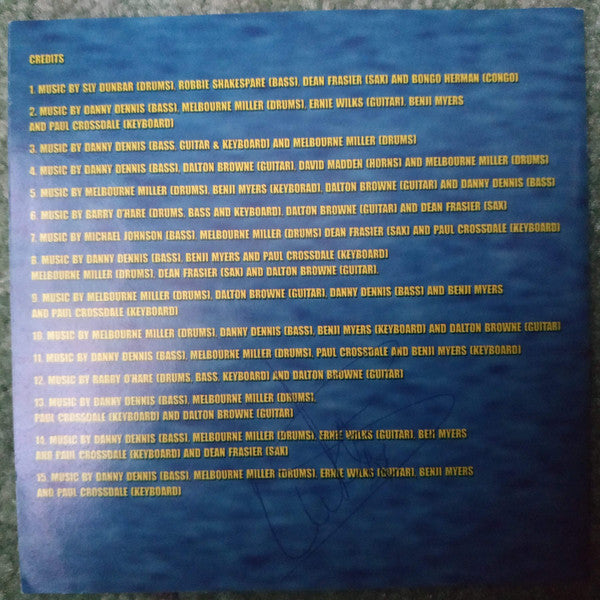 CREDITS
1. MUSIC BY SLY DUNBAR (DRUMS), ROBBIE SHAKESPARE (BASS), DEAN FRASIER (SAX) AND BONGO HERMAN (CONGO)
2. MUSIC BY DANNY DENNIS (BASS), MELBOURNE MILLER (DRUMS), ERNIE WILKS (GUITAR), BENJI MYERS
AND PAUL CROSSDALE (KEYBOARD)
3. MUSIC BY DANNY DENNIS (BASS, GUITAR & KEYBOARD) AND MELBOURNE MILLER (DRUMS)
4. MUSIC BY DANNY DENNIS (BASS), DALTON BROWNE (GUITAR), DAVID MADDEN (HORNS) AND MELBOURNE MILLER (DRUMS)
5. MUSIC BY MELBOURNE MILLER (DRUMS), BENJI MYERS (KEYBORAD), DALTON BROWNE (GUITAR) AND DANNY DENNIS (BASS)
6. MUSIC BY BARRY O'HARE (DRUMS, BASS AND KEYBOARD), DALTON BROWNE (GUITAR) AND DEAN FRASIER (SAX)
7. MUSIC BY MICHAEL JOHNSON (BASS), MELBOURNE MILLER (DRUMS) DEAN FRASIER (SAX) AND PAUL CROSSDALE (KEYBOARD)
8. MUSIC BY DANNY DENNIS (BASS), BENJI MYERS AND PAUL CROSSDALE (KEYBOARD)
MELBOURNE MILLER (DRUMS), DEAN FRASIER (SAX) AND DALTON BROWNE (GUITAR).
9. MUSIC BY MELBOURNE MILLER (DRUMS), DALTON BROWNE (GUITAR), DANNY DENNIS (BASS) AND BENJI MYERS
AND PAUL CROSSDALE (KEYBOARD)
10. MUSIC BY MELBOURNE MILLER (DRUMS), DANNY DENNIS (BASS), BENJI MYERS (KEYBOARD) AND DALTON BROWNE (GUITAR)
11. MUSIC BY DANNY DENNIS (BASS), MELBOURNE MILLER (DRUMS), PAUL CROSSDALE AND BENJI MYERS (KEYBOARD)
12. MUSIC BY BARRY O'HARE (DRUMS, BASS, KEYBOARD) AND DALTON BROWNE (GUITAR)
13. MUSIC BY DANNY DENNIS (BASS), MELBOURNE MILLER (DRUMS),
PAUL CROSSDALE (KEYBOARD) AND DALTON BROWNE (GUITAR)
14. MUSIC BY DANNY DENNIS (BASS), MELBOURNE MILLER (DRUMS), ERNIE WILKS (GUITAR), BEJI MYERS
AND PAUL CROSSDALE (KEYBOARD) AND DEAN FRASIER (SAX)
15. MUSIC BY DANNY DENNIS (BASS), MELBOURNE MILLER (DRUMS), ERNIE WILKS (GUITAR), BENJI MYERS
AND PAUL CROSSDALE (KEYBOARD)